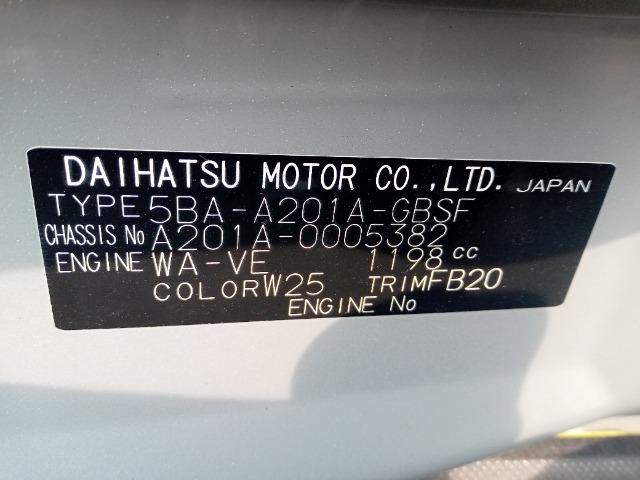 DAIHATSU MOTOR CO.,LTD. JAPAN
TYPE 5BA-A201A-GBSF
CHASSIS No A201A-0005382
ENGINE WA-VE 1198 cc
COLOR W25 TRIM FB20
ENGINE No